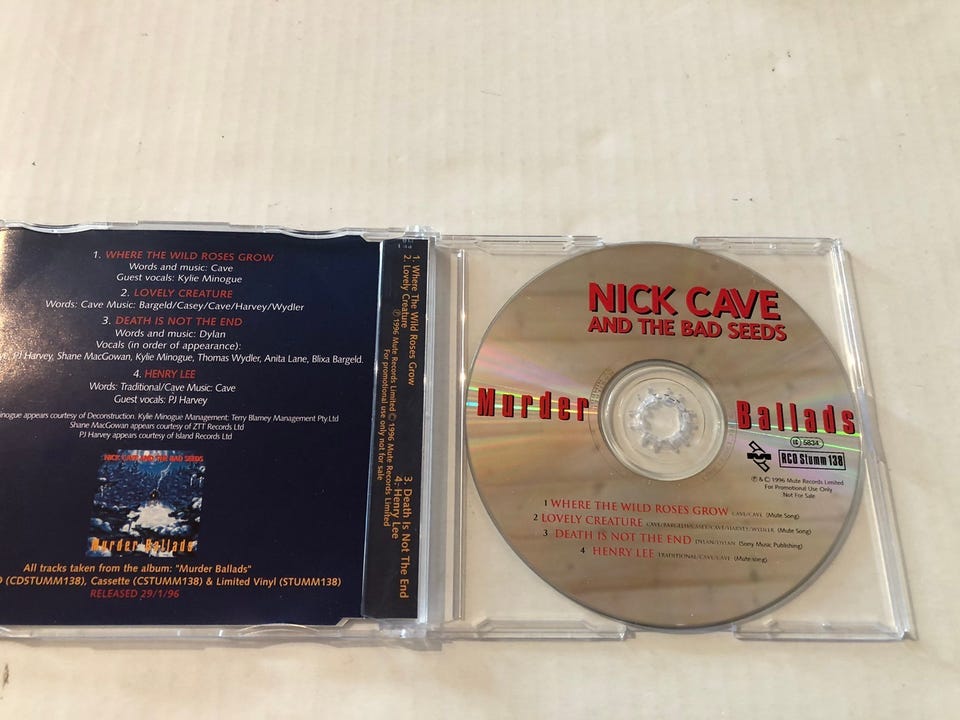 1. WHERE THE WILD ROSES GROW
Words and music: Cave
Guest vocals: Kylie Minogue
2. LOVELY CREATURE
Words: Cave Music: Bargeld/Casey/Cave/Harvey/Wydler
3. DEATH IS NOT THE END
Words and music: Dylan
Vocals (in order of appearance):
PJ Harvey, Shane MacGowan, Kylie Minogue, Thomas Wydler, Anita Lane, Blixa Bargeld.
4. HENRY LEE
Words: Traditional/Cave Music: Cave
Guest vocals: PJ Harvey
appears courtesy of Deconstruction. Kylie Minogue Management: Terry Blamey Management Pty Ltd
Shane MacGowan appears courtesy of ZTT Records Ltd
PJ Harvey appears courtesy of Island Records Ltd
NICK CAVE AND THE BAD SEEDS
Murder Ballads
All tracks taken from the album: "Murder Ballads"
(CDSTUMM138), Cassette (CSTUMM138) & Limited Vinyl (STUMM138)
RELEASED 29/1/96
1. Where The Wild Roses Grow
2. Lovely Creature
3. Death Is Not The End
4. Henry Lee
℗ 1996 Mute Records Limited © 1996 Mute Records Limited
For promotional use only not for sale
NICK CAVE
AND THE BAD SEEDS
Murder Ballads
LC 5834
RCD Stumm 138
℗ & © 1996 Mute Records Limited
For Promotional Use Only
Not For Sale
1 WHERE THE WILD ROSES GROW CAVE/CAVE (Mute Song)
2 LOVELY CREATURE CAVE/BARGELD/CASEY/CAVE/HARVEY/WYDLER (Mute Song)
3 DEATH IS NOT THE END DYLAN/DYLAN (Sony Music Publishing)
4 HENRY LEE TRADITIONAL/CAVE/CAVE (Mute song)